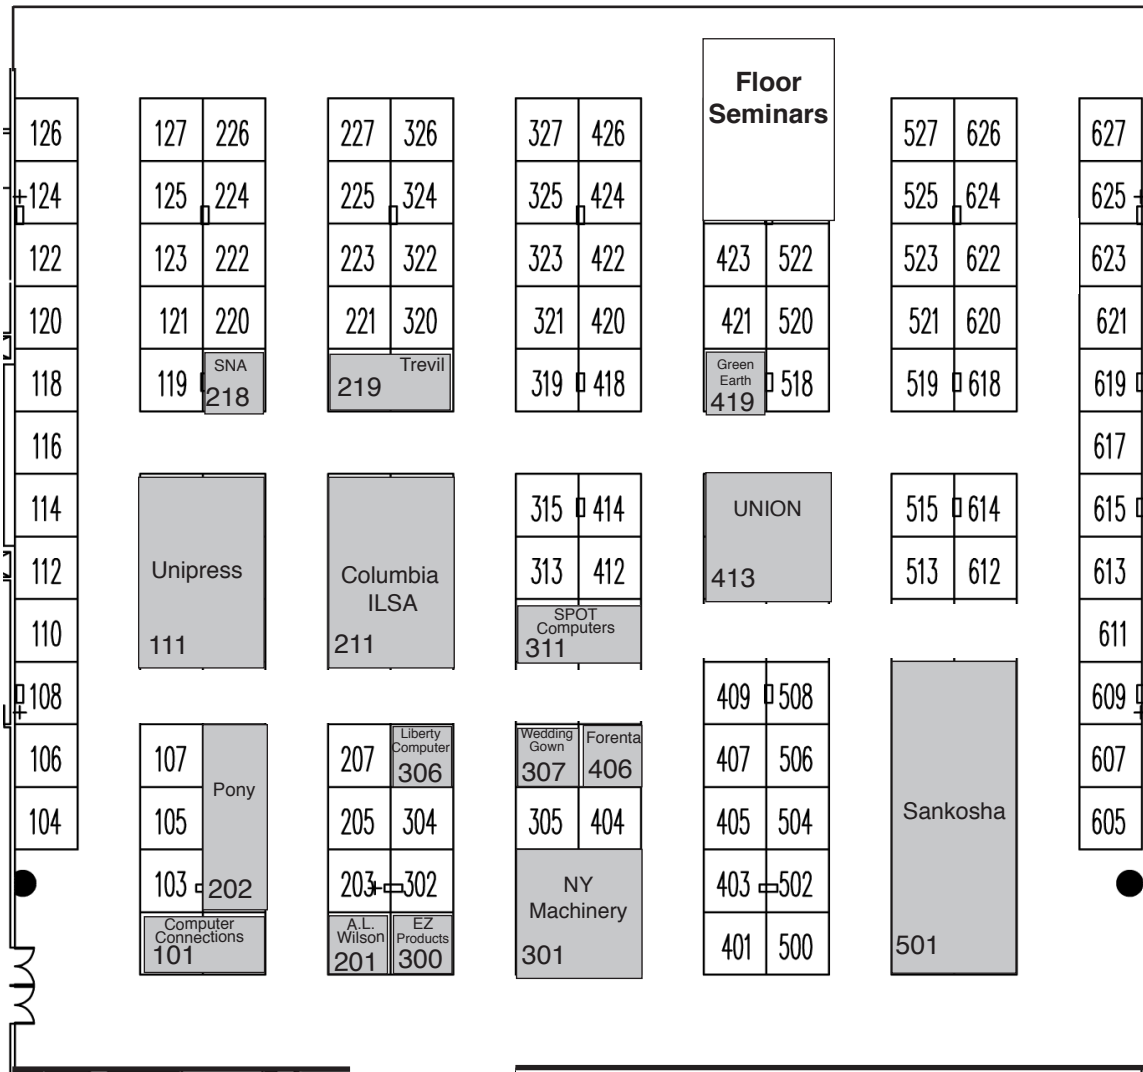 Floor
Seminars
126
127 226
227 326
327 426
527 626
627
124
125 224
225 324
325 424
525 624
625
122
123 222
223 322
323 422
423 522
523 622
623
120
121 220
221 320
321 420
421 520
521 620
621
118
119
SNA
218
Trevil
219
319 418
Green
Earth
419
518
519 618
619
116
617
114
Unipress
111
Columbia
ILSA
211
315 414
UNION
413
515 614
615
112
313 412
513 612
613
110
SPOT
Computers
311
611
108
409 508
609
106
107
Pony
202
207
Liberty
Computer
306
Wedding
Gown
307
Forenta
406
407 506
Sankosha
501
607
104
105
205 304
305 404
405 504
605
103
203 302
NY
Machinery
301
403 502
Computer
Connections
101
A.L.
Wilson
201
EZ
Products
300
401 500